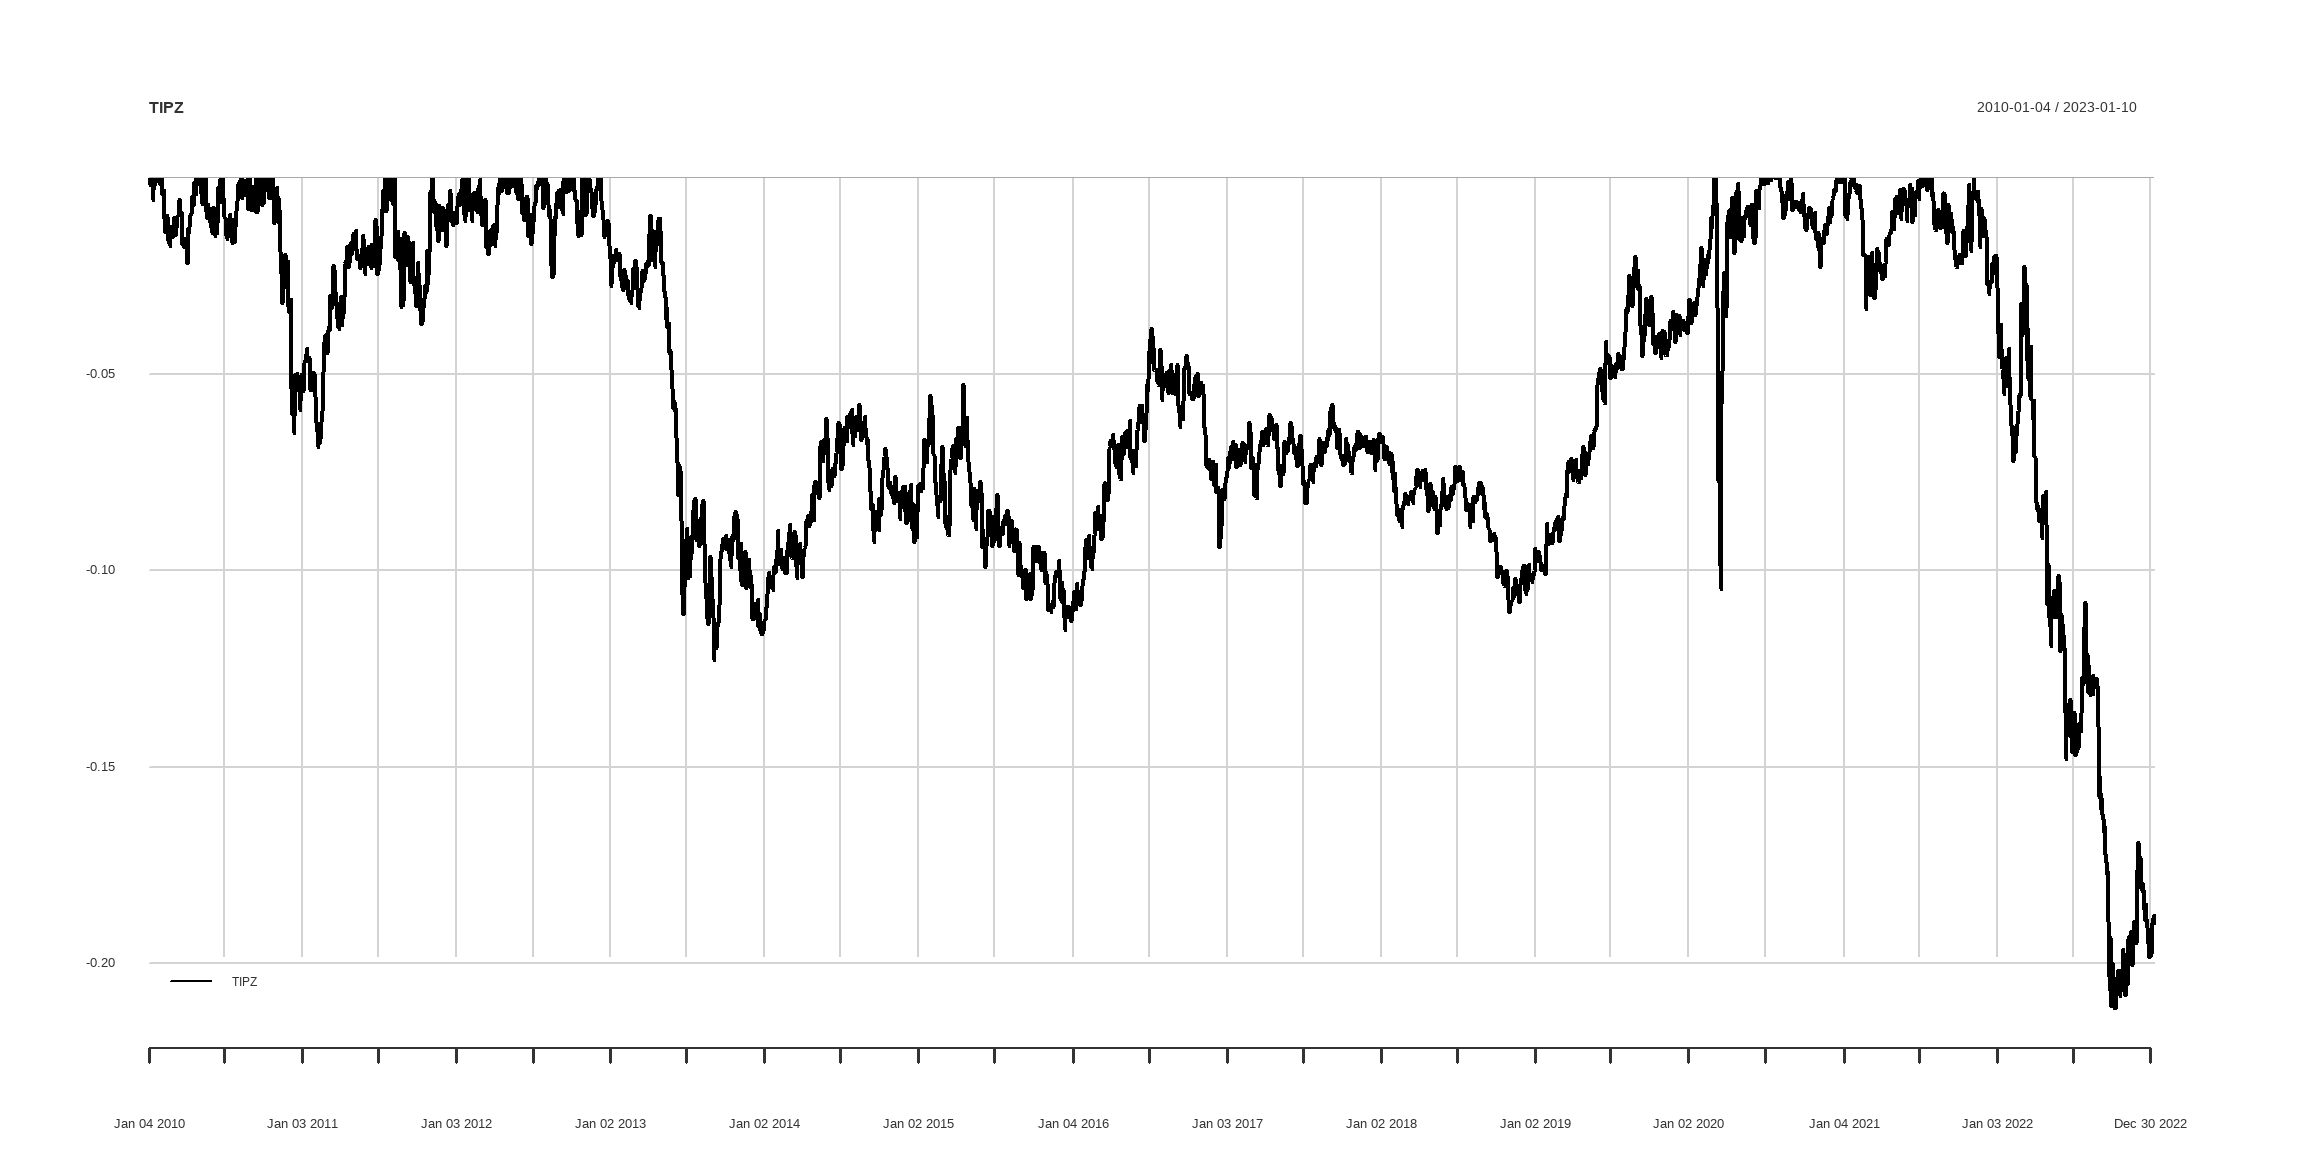 TIPZ
2010-01-04 / 2023-01-10
-0.05
-0.10
-0.15
-0.20
TIPZ
Jan 04 2010
Jan 03 2011
Jan 03 2012
Jan 02 2013
Jan 02 2014
Jan 02 2015
Jan 04 2016
Jan 03 2017
Jan 02 2018
Jan 02 2019
Jan 02 2020
Jan 04 2021
Jan 03 2022
Dec 30 2022